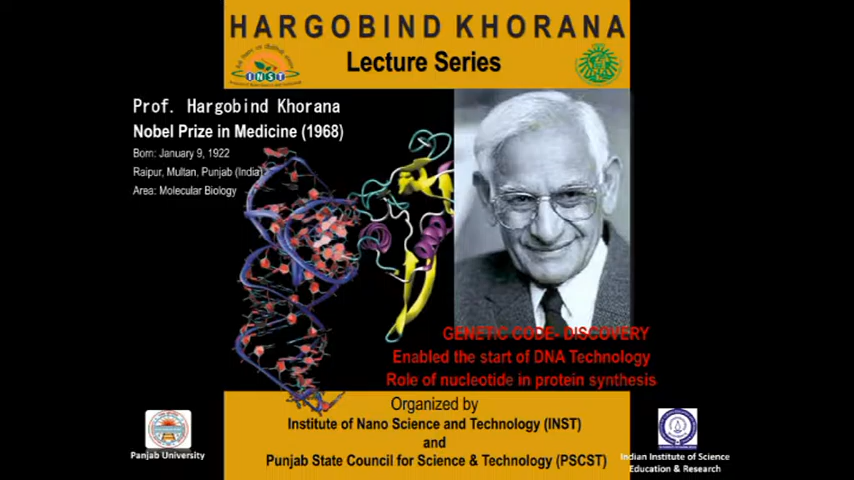 HARGOBIND KHORANA
Lecture Series
INST
Prof. Hargobind Khorana
Nobel Prize in Medicine (1968)
Born: January 9, 1922
Raipur, Multan, Punjab (India)
Area: Molecular Biology
GENETIC CODE- DISCOVERY
Enabled the start of DNA Technology
Role of nucleotide in protein synthesis
Organized by
Institute of Nano Science and Technology (INST)
and
Punjab State Council for Science & Technology (PSCST)
Panjab University
Indian Institute of Science
Education & Research